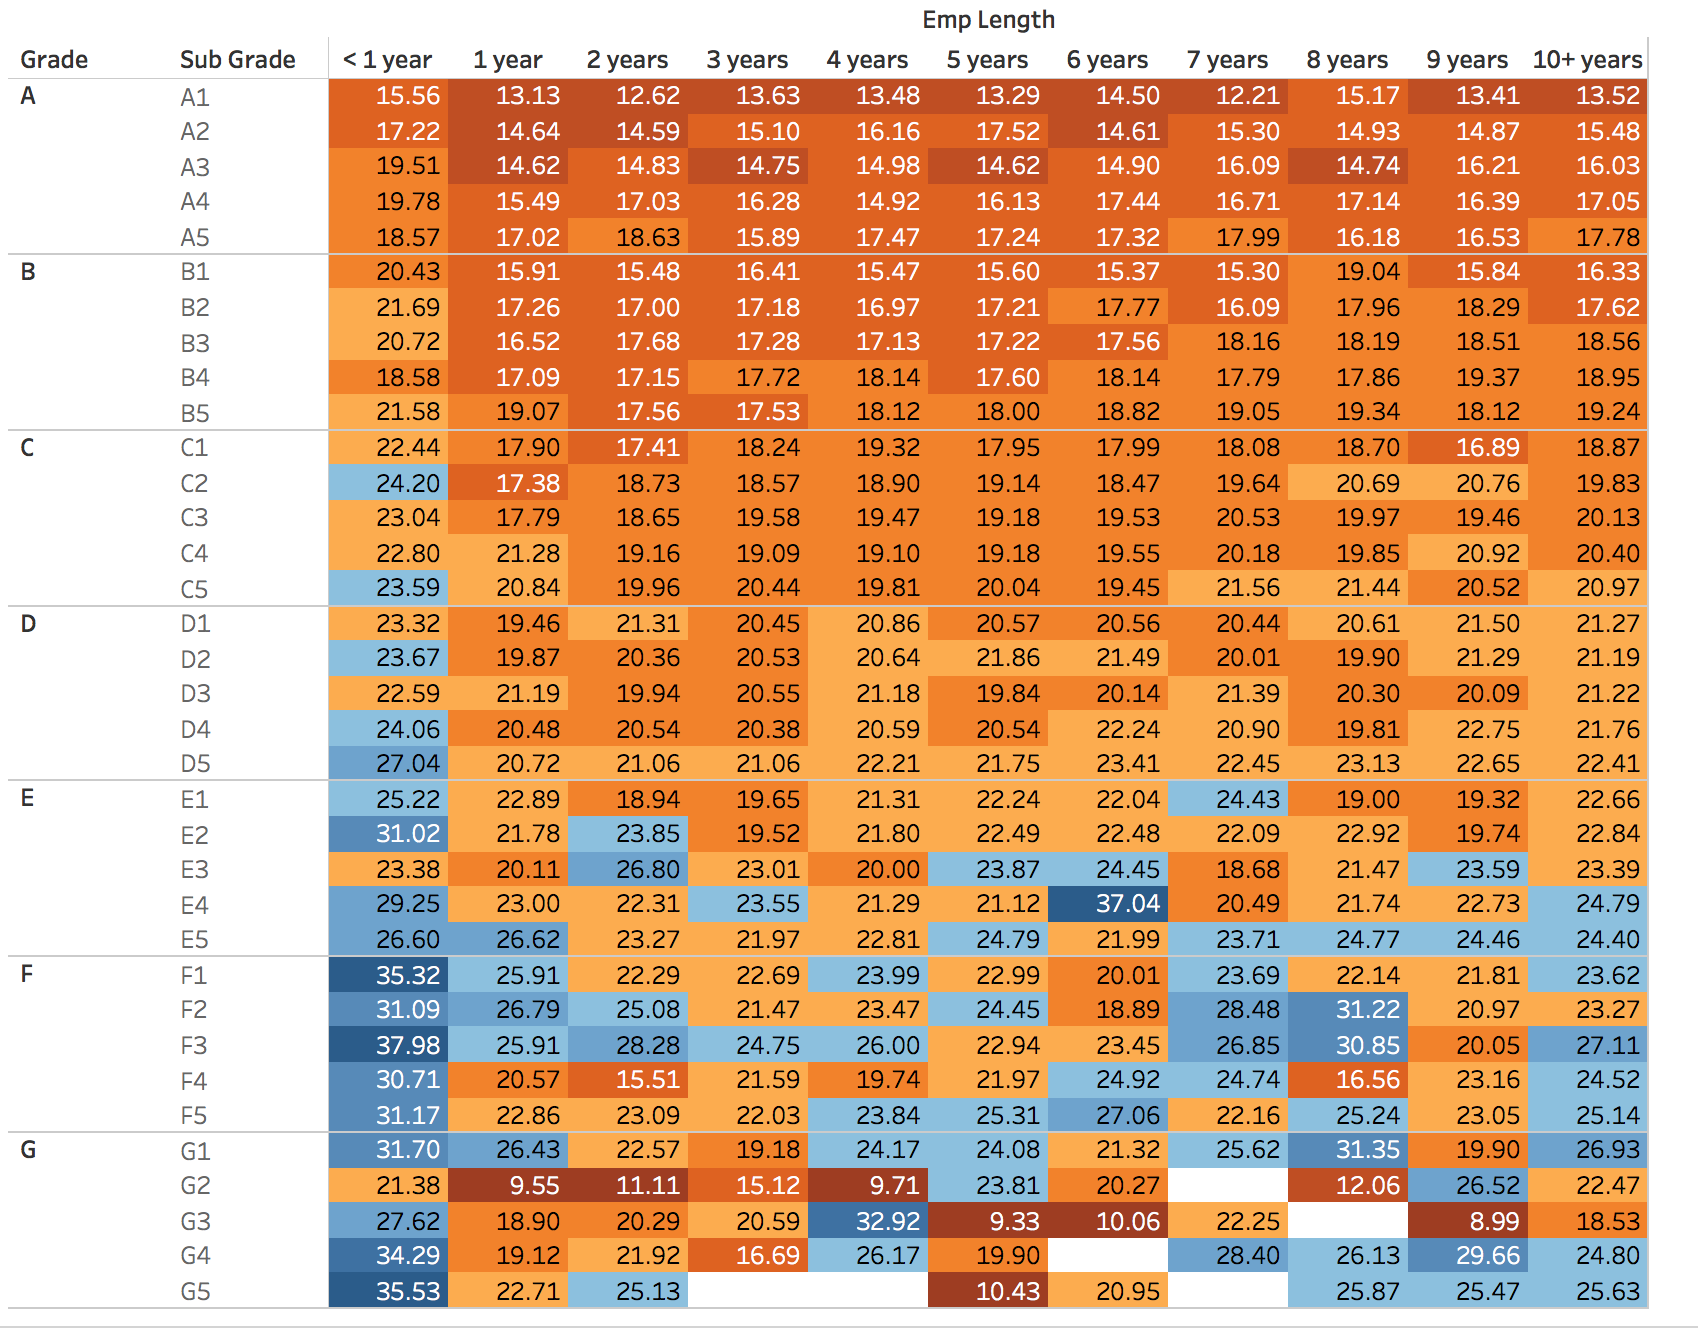 Emp Length
Grade Sub Grade < 1 year 1 year 2 years 3 years 4 years 5 years 6 years 7 years 8 years 9 years 10+ years
A A1 15.56 13.13 12.62 13.63 13.48 13.29 14.50 12.21 15.17 13.41 13.52
A2 17.22 14.64 14.59 15.10 16.16 17.52 14.61 15.30 14.93 14.87 15.48
A3 19.51 14.62 14.83 14.75 14.98 14.62 14.90 16.09 14.74 16.21 16.03
A4 19.78 15.49 17.03 16.28 14.92 16.13 17.44 16.71 17.14 16.39 17.05
A5 18.57 17.02 18.63 15.89 17.47 17.24 17.32 17.99 16.18 16.53 17.78
B B1 20.43 15.91 15.48 16.41 15.47 15.60 15.37 15.30 19.04 15.84 16.33
B2 21.69 17.26 17.00 17.18 16.97 17.21 17.77 16.09 17.96 18.29 17.62
B3 20.72 16.52 17.68 17.28 17.13 17.22 17.56 18.16 18.19 18.51 18.56
B4 18.58 17.09 17.15 17.72 18.14 17.60 18.14 17.79 17.86 19.37 18.95
B5 21.58 19.07 17.56 17.53 18.12 18.00 18.82 19.05 19.34 18.12 19.24
C C1 22.44 17.90 17.41 18.24 19.32 17.95 17.99 18.08 18.70 16.89 18.87
C2 24.20 17.38 18.73 18.57 18.90 19.14 18.47 19.64 20.69 20.76 19.83
C3 23.04 17.79 18.65 19.58 19.47 19.18 19.53 20.53 19.97 19.46 20.13
C4 22.80 21.28 19.16 19.09 19.10 19.18 19.55 20.18 19.85 20.92 20.40
C5 23.59 20.84 19.96 20.44 19.81 20.04 19.45 21.56 21.44 20.52 20.97
D D1 23.32 19.46 21.31 20.45 20.86 20.57 20.56 20.44 20.61 21.50 21.27
D2 23.67 19.87 20.36 20.53 20.64 21.86 21.49 20.01 19.90 21.29 21.19
D3 22.59 21.19 19.94 20.55 21.18 19.84 20.14 21.39 20.30 20.09 21.22
D4 24.06 20.48 20.54 20.38 20.59 20.54 22.24 20.90 19.81 22.75 21.76
D5 27.04 20.72 21.06 21.06 22.21 21.75 23.41 22.45 23.13 22.65 22.41
E E1 25.22 22.89 18.94 19.65 21.31 22.24 22.04 24.43 19.00 19.32 22.66
E2 31.02 21.78 23.85 19.52 21.80 22.49 22.48 22.09 22.92 19.74 22.84
E3 23.38 20.11 26.80 23.01 20.00 23.87 24.45 18.68 21.47 23.59 23.39
E4 29.25 23.00 22.31 23.55 21.29 21.12 37.04 20.49 21.74 22.73 24.79
E5 26.60 26.62 23.27 21.97 22.81 24.79 21.99 23.71 24.77 24.46 24.40
F F1 35.32 25.91 22.29 22.69 23.99 22.99 20.01 23.69 22.14 21.81 23.62
F2 31.09 26.79 25.08 21.47 23.47 24.45 18.89 28.48 31.22 20.97 23.27
F3 37.98 25.91 28.28 24.75 26.00 22.94 23.45 26.85 30.85 20.05 27.11
F4 30.71 20.57 15.51 21.59 19.74 21.97 24.92 24.74 16.56 23.16 24.52
F5 31.17 22.86 23.09 22.03 23.84 25.31 27.06 22.16 25.24 23.05 25.14
G G1 31.70 26.43 22.57 19.18 24.17 24.08 21.32 25.62 31.35 19.90 26.93
G2 21.38 9.55 11.11 15.12 9.71 23.81 20.27 12.06 26.52 22.47
G3 27.62 18.90 20.29 20.59 32.92 9.33 10.06 22.25 8.99 18.53
G4 34.29 19.12 21.92 16.69 26.17 19.90 28.40 26.13 29.66 24.80
G5 35.53 22.71 25.13 10.43 20.95 25.87 25.47 25.63